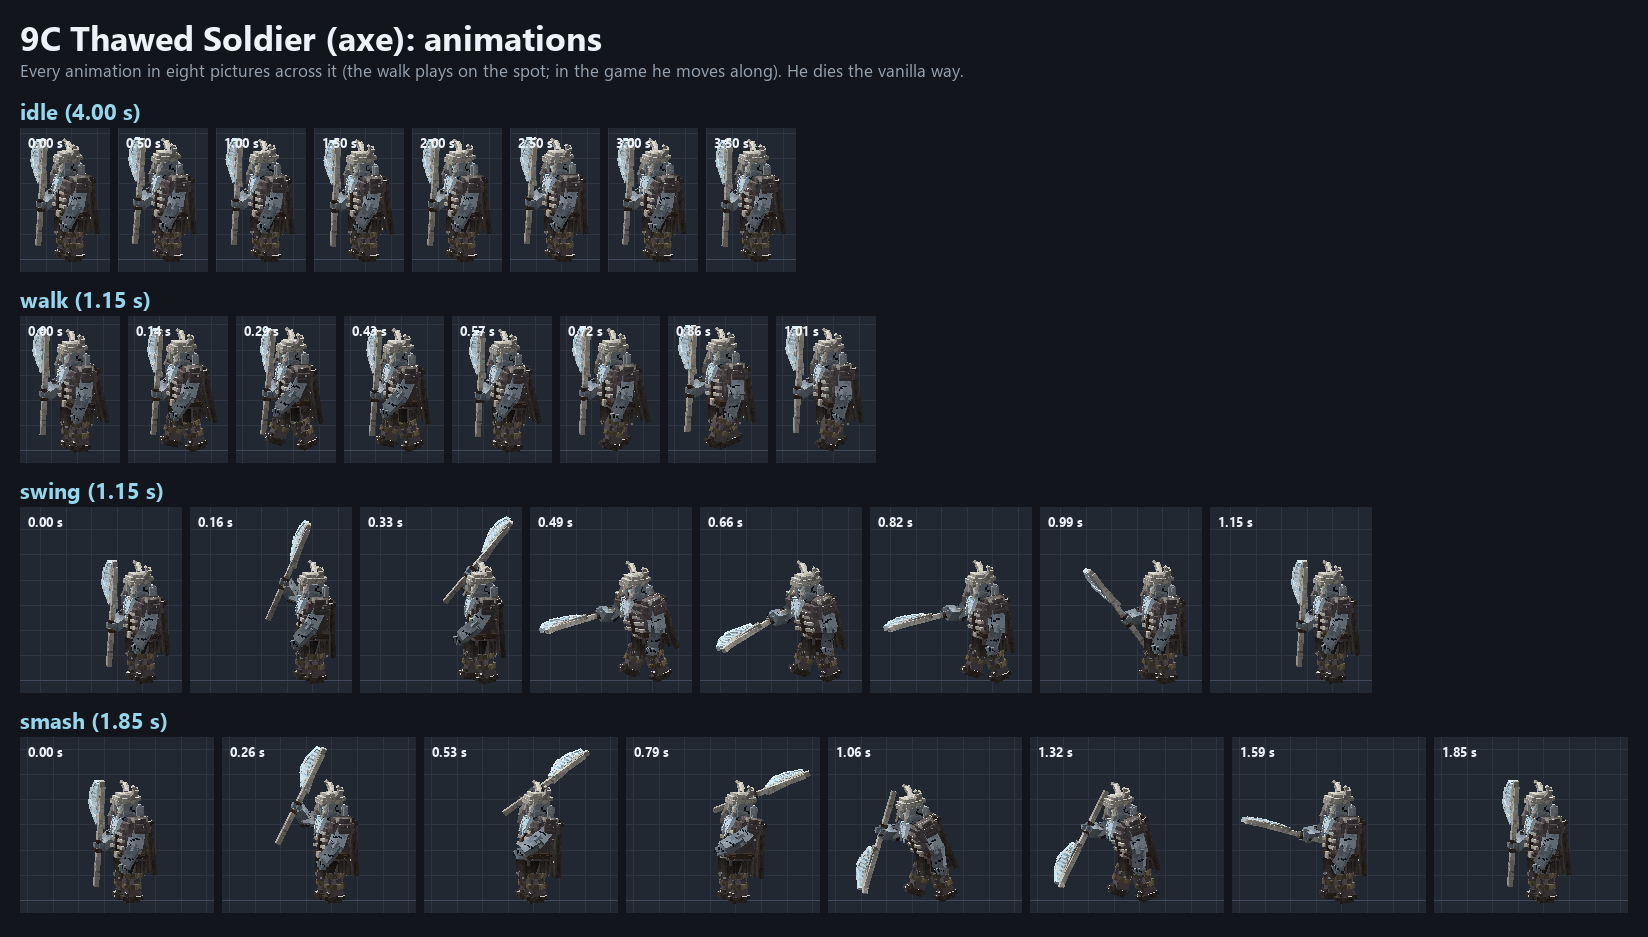 9C Thawed Soldier (axe): animations
Every animation in eight pictures across it (the walk plays on the spot; in the game he moves along). He dies the vanilla way.
idle (4.00 s)
0.00 s 0.50 s 1.00 s 1.50 s 2.00 s 2.50 s 3.00 s 3.50 s
walk (1.15 s)
0.00 s 0.14 s 0.29 s 0.43 s 0.57 s 0.72 s 0.86 s 1.01 s
swing (1.15 s)
0.00 s 0.16 s 0.33 s 0.49 s 0.66 s 0.82 s 0.99 s 1.15 s
smash (1.85 s)
0.00 s 0.26 s 0.53 s 0.79 s 1.06 s 1.32 s 1.59 s 1.85 s